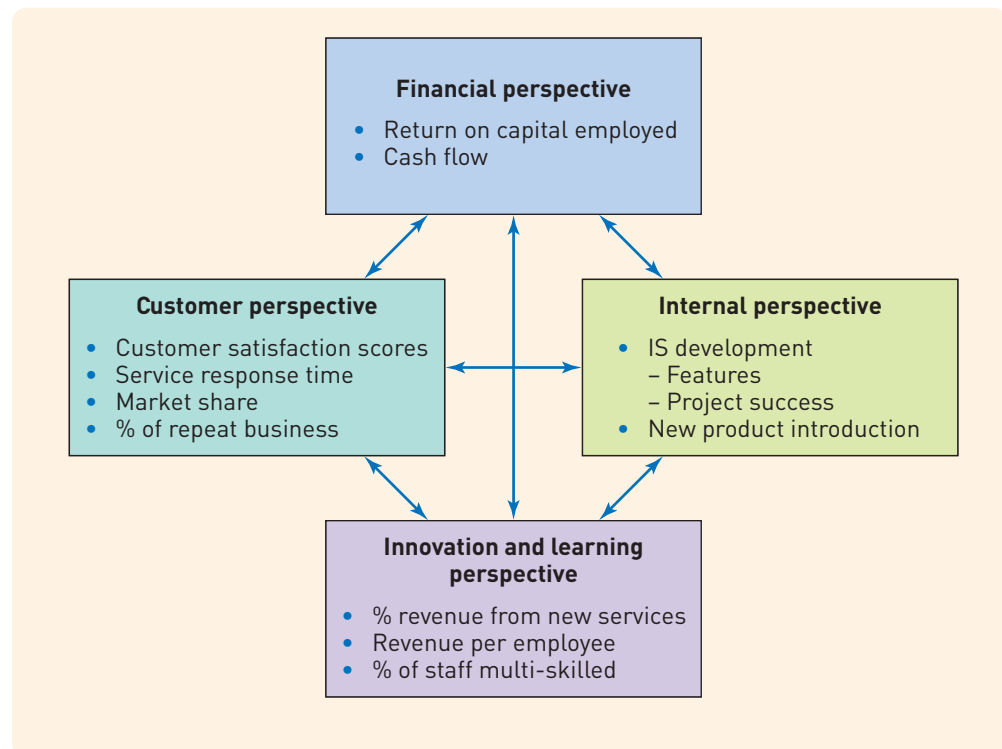 Financial perspective
• Return on capital employed
• Cash flow
Customer perspective
• Customer satisfaction scores
• Service response time
• Market share
• % of repeat business
Internal perspective
• IS development
– Features
– Project success
• New product introduction
Innovation and learning
perspective
• % revenue from new services
• Revenue per employee
• % of staff multi-skilled